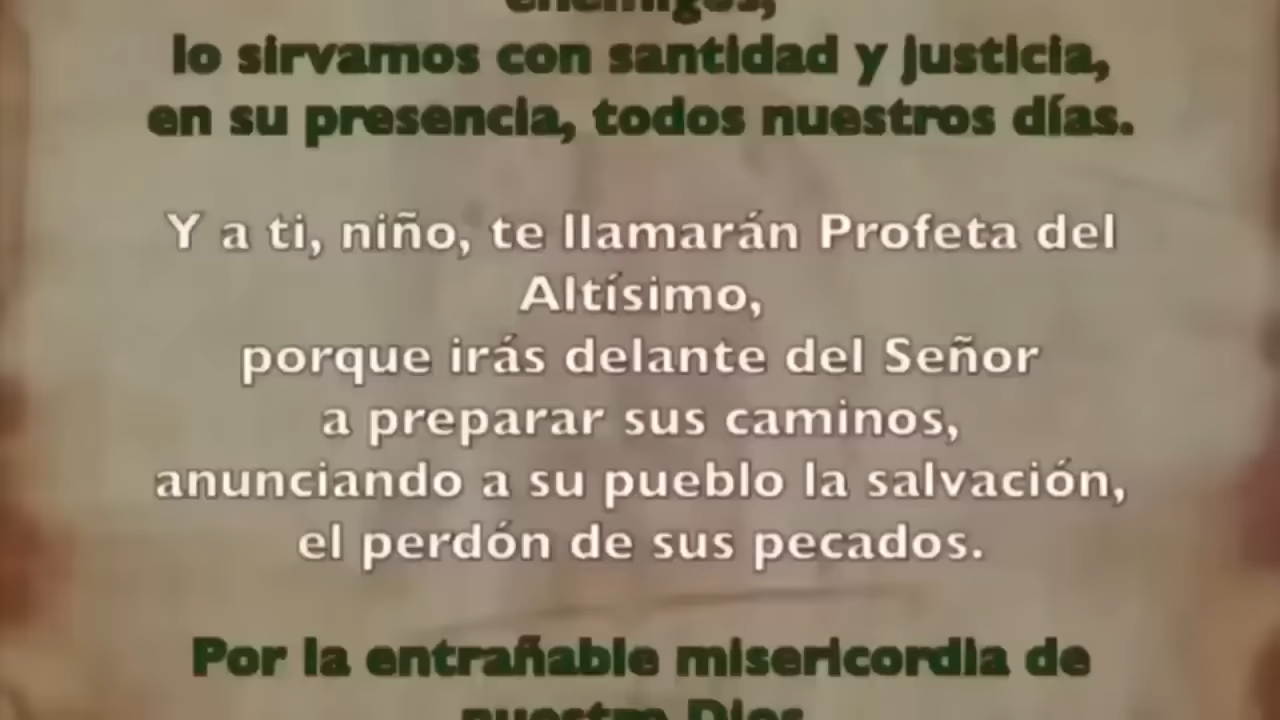 enemigos,
lo sirvamos con santidad y justicia,
en su presencia, todos nuestros días.
Y a ti, niño, te llamarán Profeta del
Altísimo,
porque irás delante del Señor
a preparar sus caminos,
anunciando a su pueblo la salvación,
el perdón de sus pecados.
Por la entrañable misericordia de
nuestro Dios